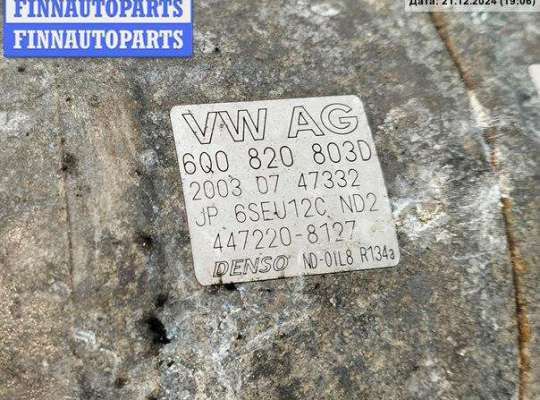 FINNAUTOPARTS
FINNAUTOPARTS
Дата: 21.12.2024 (19:06)
VW AG
6Q0 820 803D
2003 07 47332
JP 6SEU12C ND2
447220-8127
DENSO ND-OIL8 R134a